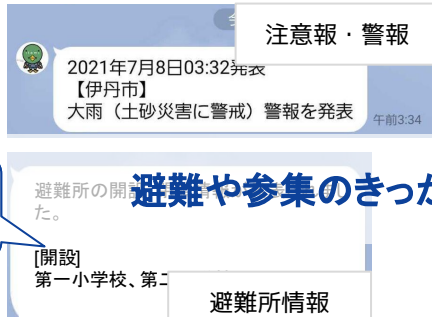 注意報・警報
2021年7月8日03:32発表
【伊丹市】
大雨（土砂災害に警戒）警報を発表
午前3:34
避難や参集のきっか
避難所の開設
た。
[開設]
第一小学校、第二
避難所情報